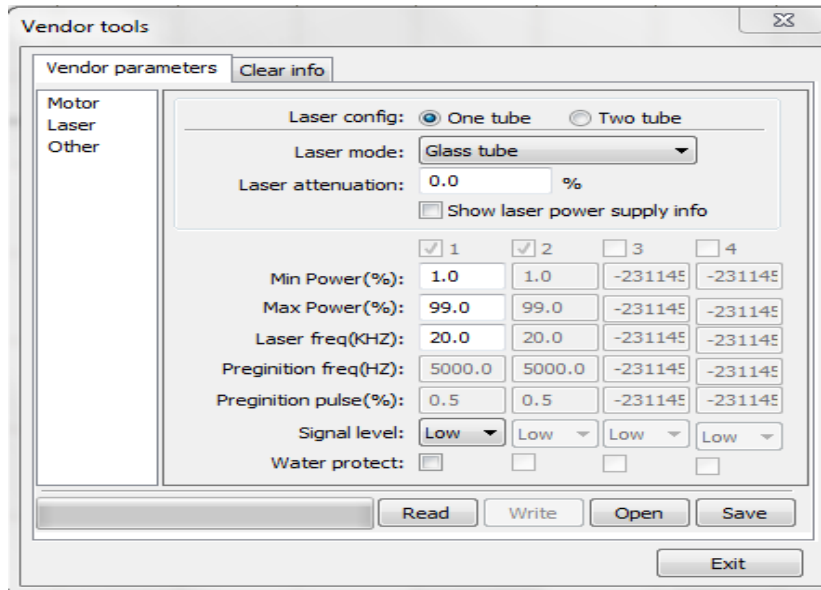 Vendor tools
Vendor parameters Clear info
Motor
Laser
Other
Laser config: One tube Two tube
Laser mode: Glass tube
Laser attenuation: 0.0 %
Show laser power supply info
1 2 3 4
Min Power(%): 1.0 1.0 -231145 -231145
Max Power(%): 99.0 99.0 -231145 -231145
Laser freq(KHZ): 20.0 20.0 -231145 -231145
Preginition freq(HZ): 5000.0 5000.0 -231145 -231145
Preginition pulse(%): 0.5 0.5 -231145 -231145
Signal level: Low Low Low Low
Water protect:
Read Write Open Save
Exit